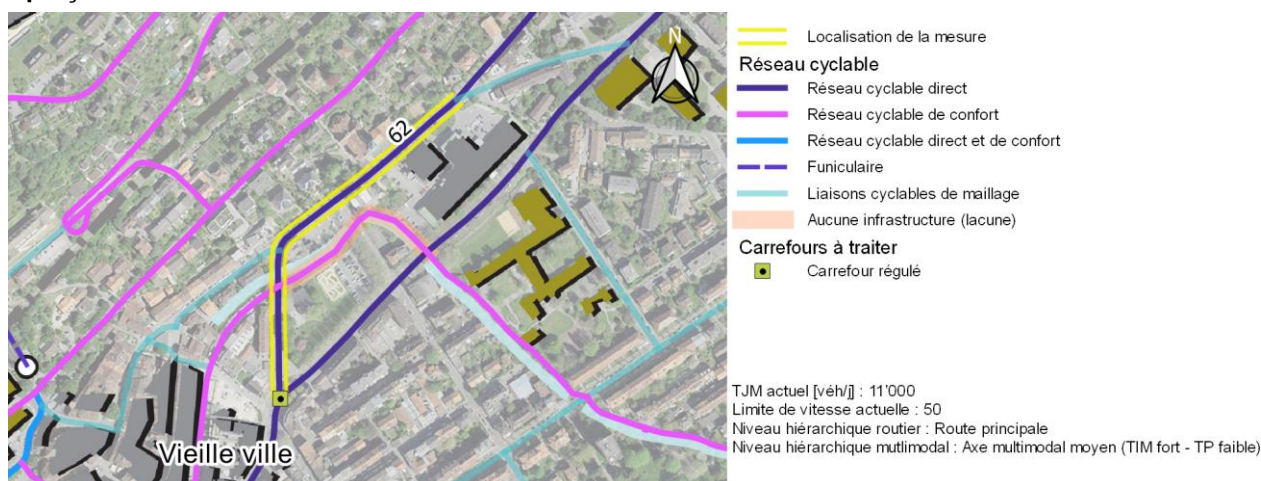 N
62
Vieille ville
Localisation de la mesure
Réseau cyclable
Réseau cyclable direct
Réseau cyclable de confort
Réseau cyclable direct et de confort
Funiculaire
Liaisons cyclables de maillage
Aucune infrastructure (lacune)
Carrefours à traiter
Carrefour régulé
TJM actuel [véh/j] : 11'000
Limite de vitesse actuelle : 50
Niveau hiérarchique routier : Route principale
Niveau hiérarchique mutlimodal : Axe multimodal moyen (TIM fort - TP faible)